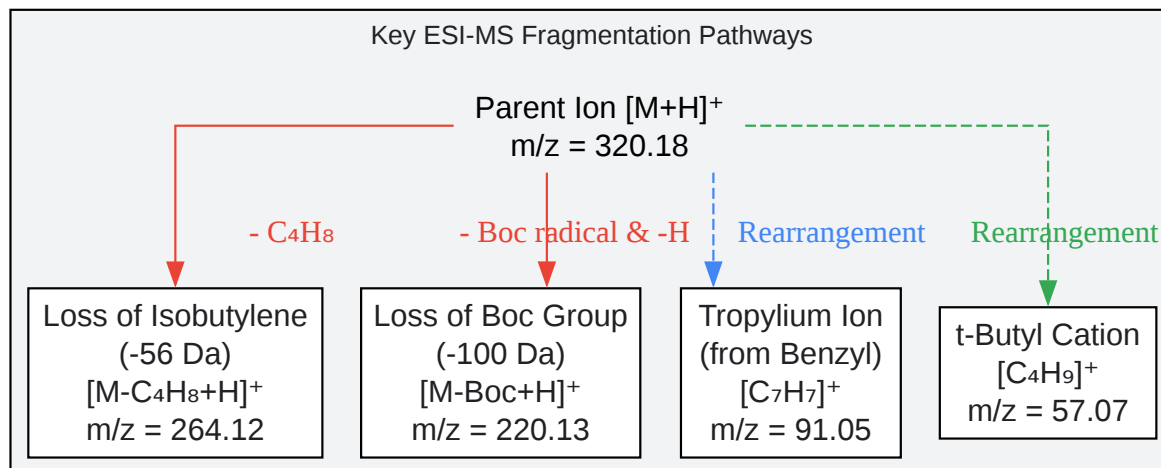 Key ESI-MS Fragmentation Pathways
Parent Ion [M+H]⁺
m/z = 320.18
- C₄H₈
- Boc radical & -H
Rearrangement
Rearrangement
Loss of Isobutylene
(-56 Da)
[M-C₄H₈+H]⁺
m/z = 264.12
Loss of Boc Group
(-100 Da)
[M-Boc+H]⁺
m/z = 220.13
Tropylium Ion
(from Benzyl)
[C₇H₇]⁺
m/z = 91.05
t-Butyl Cation
[C₄H₉]⁺
m/z = 57.07